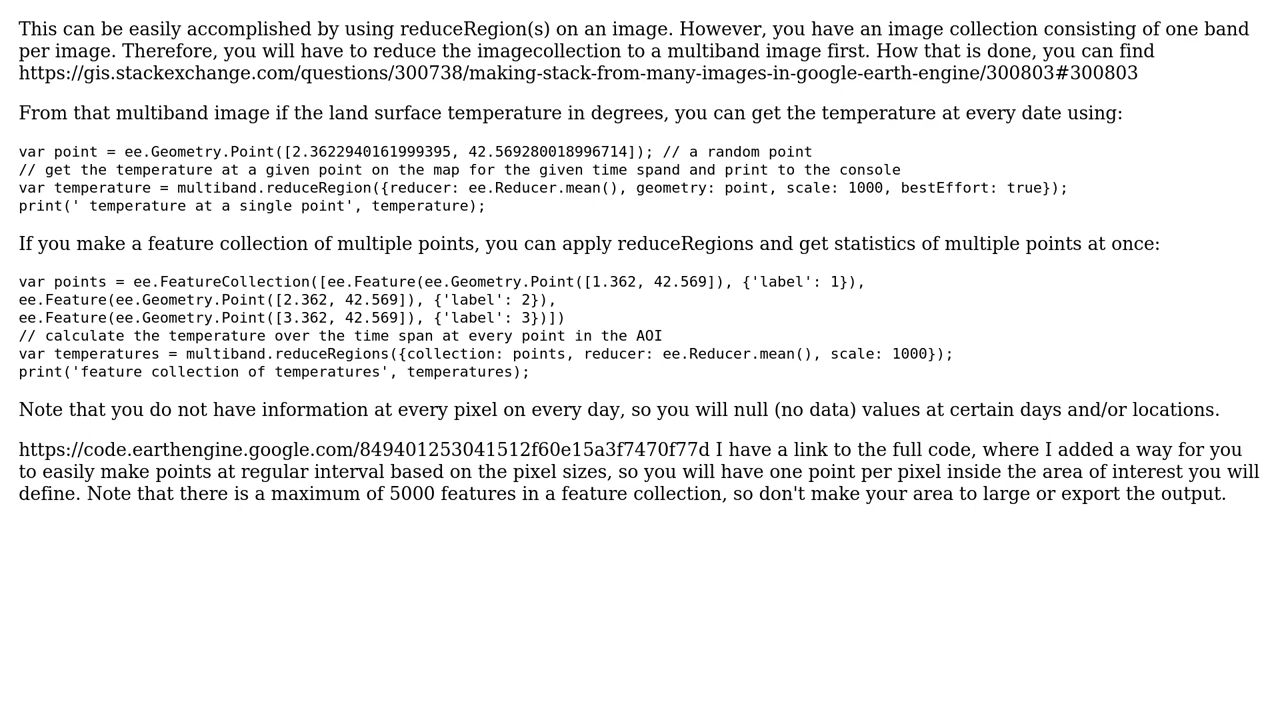 This can be easily accomplished by using reduceRegion(s) on an image. However, you have an image collection consisting of one band
per image. Therefore, you will have to reduce the imagecollection to a multiband image first. How that is done, you can find
https://gis.stackexchange.com/questions/300738/making-stack-from-many-images-in-google-earth-engine/300803#300803
From that multiband image if the land surface temperature in degrees, you can get the temperature at every date using:
var point = ee.Geometry.Point([2.3622940161999395, 42.569280018996714]); // a random point
// get the temperature at a given point on the map for the given time spand and print to the console
var temperature = multiband.reduceRegion({reducer: ee.Reducer.mean(), geometry: point, scale: 1000, bestEffort: true});
print(' temperature at a single point', temperature);
If you make a feature collection of multiple points, you can apply reduceRegions and get statistics of multiple points at once:
var points = ee.FeatureCollection([ee.Feature(ee.Geometry.Point([1.362, 42.569]), {'label': 1}),
ee.Feature(ee.Geometry.Point([2.362, 42.569]), {'label': 2}),
ee.Feature(ee.Geometry.Point([3.362, 42.569]), {'label': 3})])
// calculate the temperature over the time span at every point in the AOI
var temperatures = multiband.reduceRegions({collection: points, reducer: ee.Reducer.mean(), scale: 1000});
print('feature collection of temperatures', temperatures);
Note that you do not have information at every pixel on every day, so you will null (no data) values at certain days and/or locations.
https://code.earthengine.google.com/849401253041512f60e15a3f7470f77d I have a link to the full code, where I added a way for you
to easily make points at regular interval based on the pixel sizes, so you will have one point per pixel inside the area of interest you will
define. Note that there is a maximum of 5000 features in a feature collection, so don't make your area to large or export the output.